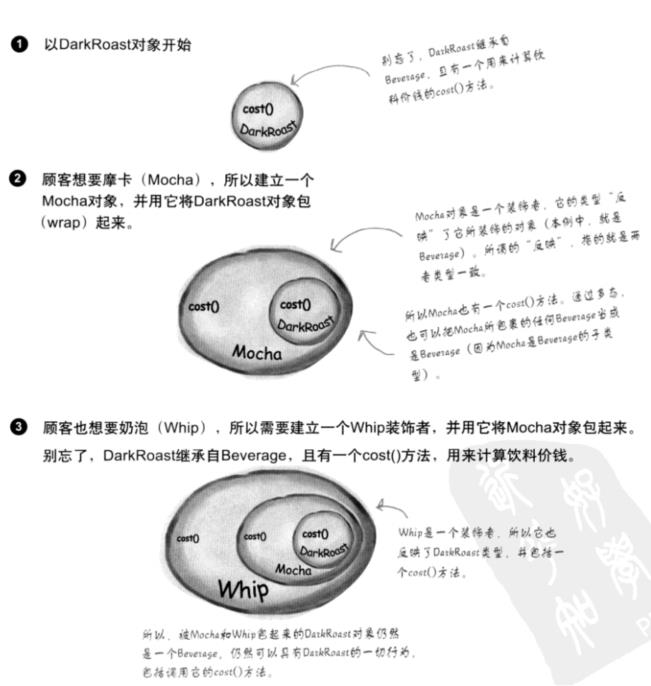 1 以DarkRoast对象开始
别忘了，DarkRoast继承自
Beverage，且有一个用来计算饮
料价钱的cost()方法。
cost()
DarkRoast
2 顾客想要摩卡（Mocha），所以建立一个
Mocha对象，并用它将DarkRoast对象包
（wrap）起来。
Mocha对象是一个装饰者，它的类型“反
映”了它所装饰的对象（本例中，就是
Beverage）。所谓的“反映”，指的就是两
者类型一致。
cost()
cost()
DarkRoast
Mocha
所以Mocha也有一个cost()方法。通过多态，
也可以把Mocha所包裹的任何Beverage当成
是Beverage（因为Mocha是Beverage的子类
型）。
3 顾客也想要奶泡（Whip），所以需要建立一个Whip装饰者，并用它将Mocha对象包起来。
别忘了，DarkRoast继承自Beverage，且有一个cost()方法，用来计算饮料价钱。
cost()
cost()
cost()
DarkRoast
Mocha
Whip
Whip是一个装饰者，所以它也
反映了DarkRoast类型，并包括一
个cost()方法。
所以，被Mocha和Whip包起来的DarkRoast对象仍然
是一个Beverage，仍然可以具有DarkRoast的一切行为，
包括调用它的cost()方法。